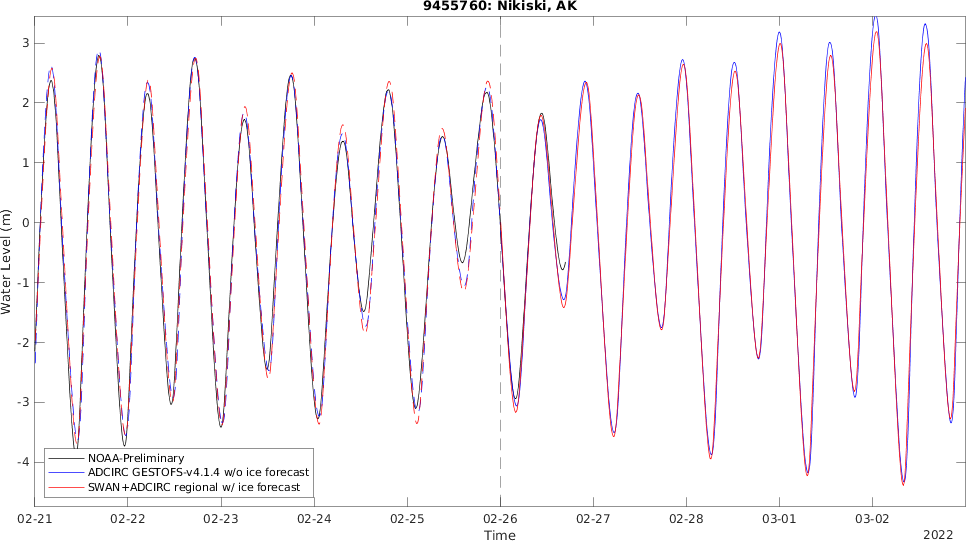 9455760: Nikiski, AK
3
2
1
0
-1
-2
-3
-4
Water Level (m)
NOAA-Preliminary
ADCIRC GESTOFS-v4.1.4 w/o ice forecast
SWAN+ADCIRC regional w/ ice forecast
02-21 02-22 02-23 02-24 02-25 02-26 02-27 02-28 03-01 03-02
Time
2022